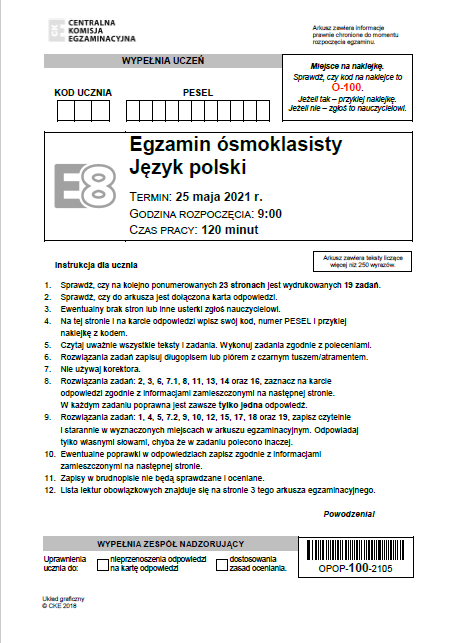 CENTRALNA
KOMISJA
EGZAMINACYJNA
Arkusz zawiera informacje
prawnie chronione do momentu
rozpoczęcia egzaminu.
WYPEŁNIA UCZEŃ
KOD UCZNIA
PESEL
Miejsce na naklejkę.
Sprawdź, czy kod na naklejce to
O-100.
Jeżeli tak – przyklej naklejkę.
Jeżeli nie – zgłoś to nauczycielowi.
E8
Egzamin ósmoklasisty
Język polski
TERMIN: 25 maja 2021 r.
GODZINA ROZPOCZĘCIA: 9:00
CZAS PRACY: 120 minut
Arkusz zawiera teksty liczące
więcej niż 250 wyrazów.
Instrukcja dla ucznia
1. Sprawdź, czy na kolejno ponumerowanych 23 stronach jest wydrukowanych 19 zadań.
2. Sprawdź, czy do arkusza jest dołączona karta odpowiedzi.
3. Ewentualny brak stron lub inne usterki zgłoś nauczycielowi.
4. Na tej stronie i na karcie odpowiedzi wpisz swój kod, numer PESEL i przyklej
naklejkę z kodem.
5. Czytaj uważnie wszystkie teksty i zadania. Wykonuj zadania zgodnie z poleceniami.
6. Rozwiązania zadań zapisuj długopisem lub piórem z czarnym tuszem/atramentem.
7. Nie używaj korektora.
8. Rozwiązania zadań: 2, 3, 6, 7.1, 8, 11, 13, 14 oraz 16, zaznacz na karcie
odpowiedzi zgodnie z informacjami zamieszczonymi na następnej stronie.
W każdym zadaniu poprawna jest zawsze tylko jedna odpowiedź.
9. Rozwiązania zadań: 1, 4, 5, 7.2, 9, 10, 12, 15, 17, 18 oraz 19, zapisz czytelnie
i starannie w wyznaczonych miejscach w arkuszu egzaminacyjnym. Odpowiadaj
tylko własnymi słowami, chyba że w zadaniu polecono inaczej.
10. Ewentualne poprawki w odpowiedziach zapisz zgodnie z informacjami
zamieszczonymi na następnej stronie.
11. Zapisy w brudnopisie nie będą sprawdzane i oceniane.
12. Lista lektur obowiązkowych znajduje się na stronie 3 tego arkusza egzaminacyjnego.
Powodzenia!
WYPEŁNIA ZESPÓŁ NADZORUJĄCY
Uprawnienia
ucznia do:
nieprzenoszenia odpowiedzi
na kartę odpowiedzi
dostosowania
zasad oceniania.
OPOP-100-2105
Układ graficzny
© CKE 2018